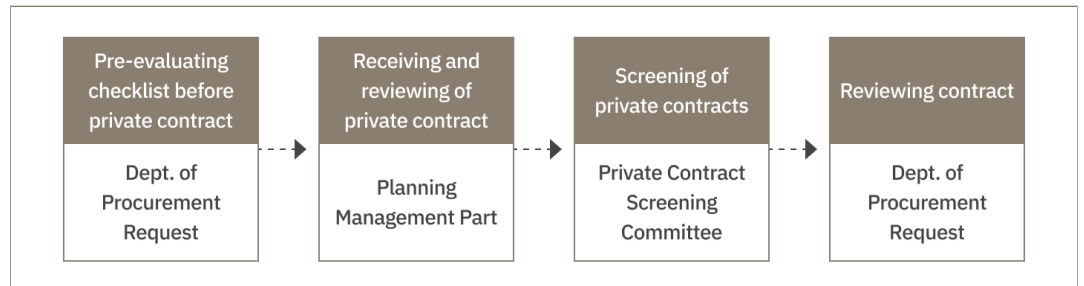 Pre-evaluating
checklist before
private contract
Dept. of
Procurement
Request
Receiving and
reviewing of
private contract
Planning
Management Part
Screening of
private contracts
Private Contract
Screening
Committee
Reviewing contract
Dept. of
Procurement
Request